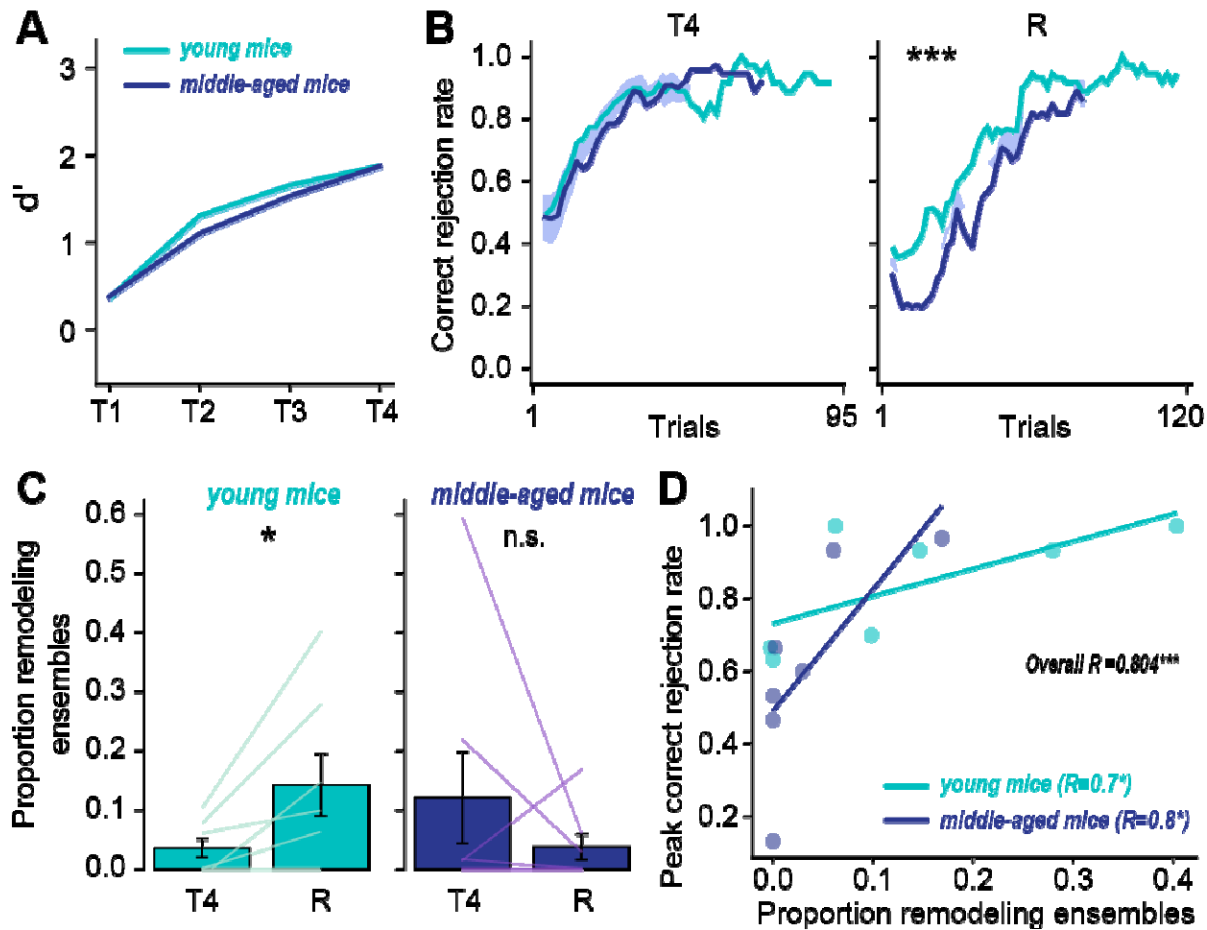 A
young mice
middle-aged mice
3
2
1
0
d'
T1 T2 T3 T4
B
T4
R
***
1.0
0.8
0.6
0.4
0.2
0.0
Correct rejection rate
1 Trials 95
1 Trials 120
C
young mice
middle-aged mice
*
n.s.
0.6
0.5
0.4
0.3
0.2
0.1
0.0
Proportion remodeling
ensembles
T4 R
T4 R
D
1.0
0.8
0.6
0.4
0.2
Peak correct rejection rate
Overall R =0.804***
young mice (R=0.7*)
middle-aged mice (R=0.8*)
0.0 0.1 0.2 0.3 0.4
Proportion remodeling ensembles